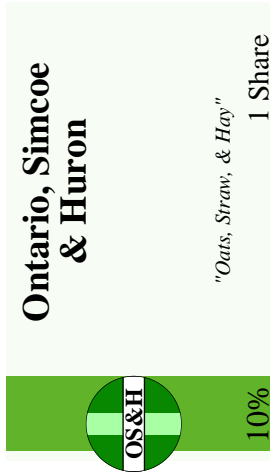 Ontario, Simcoe
& Huron
"Oats, Straw, & Hay"
1 Share
OS&H
10%